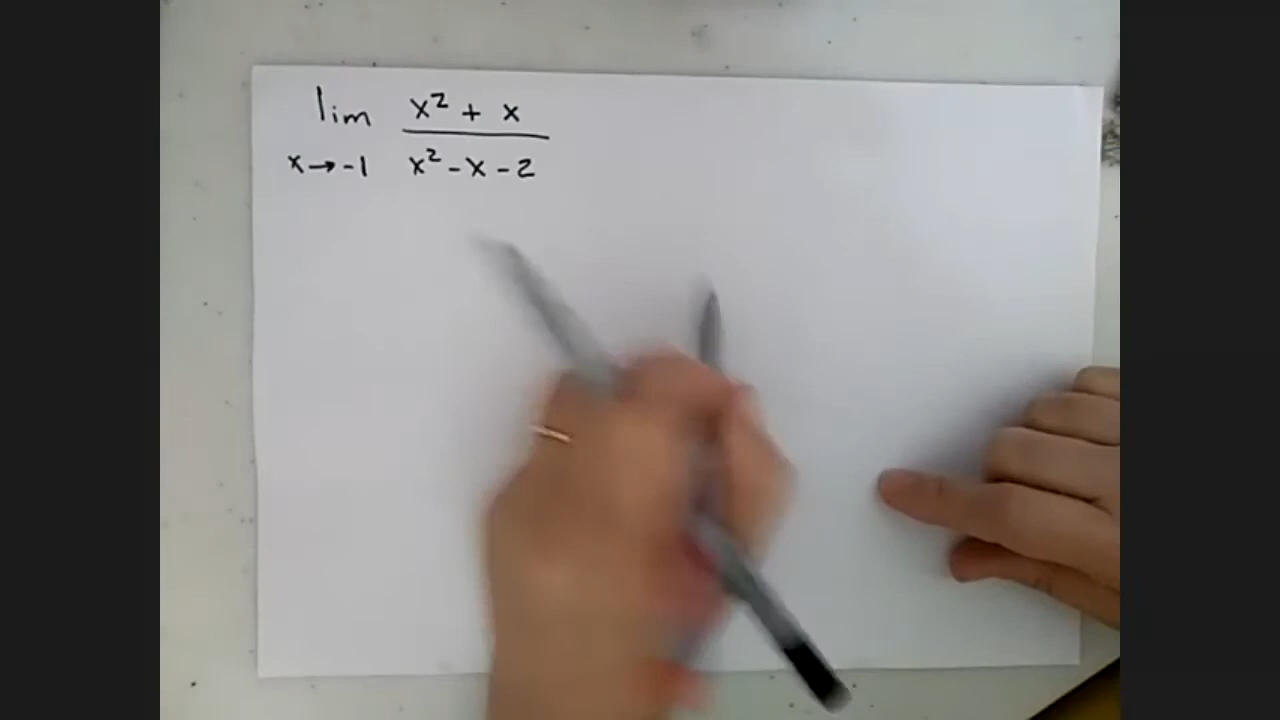 lim x² + x
x→-1 x² - x - 2